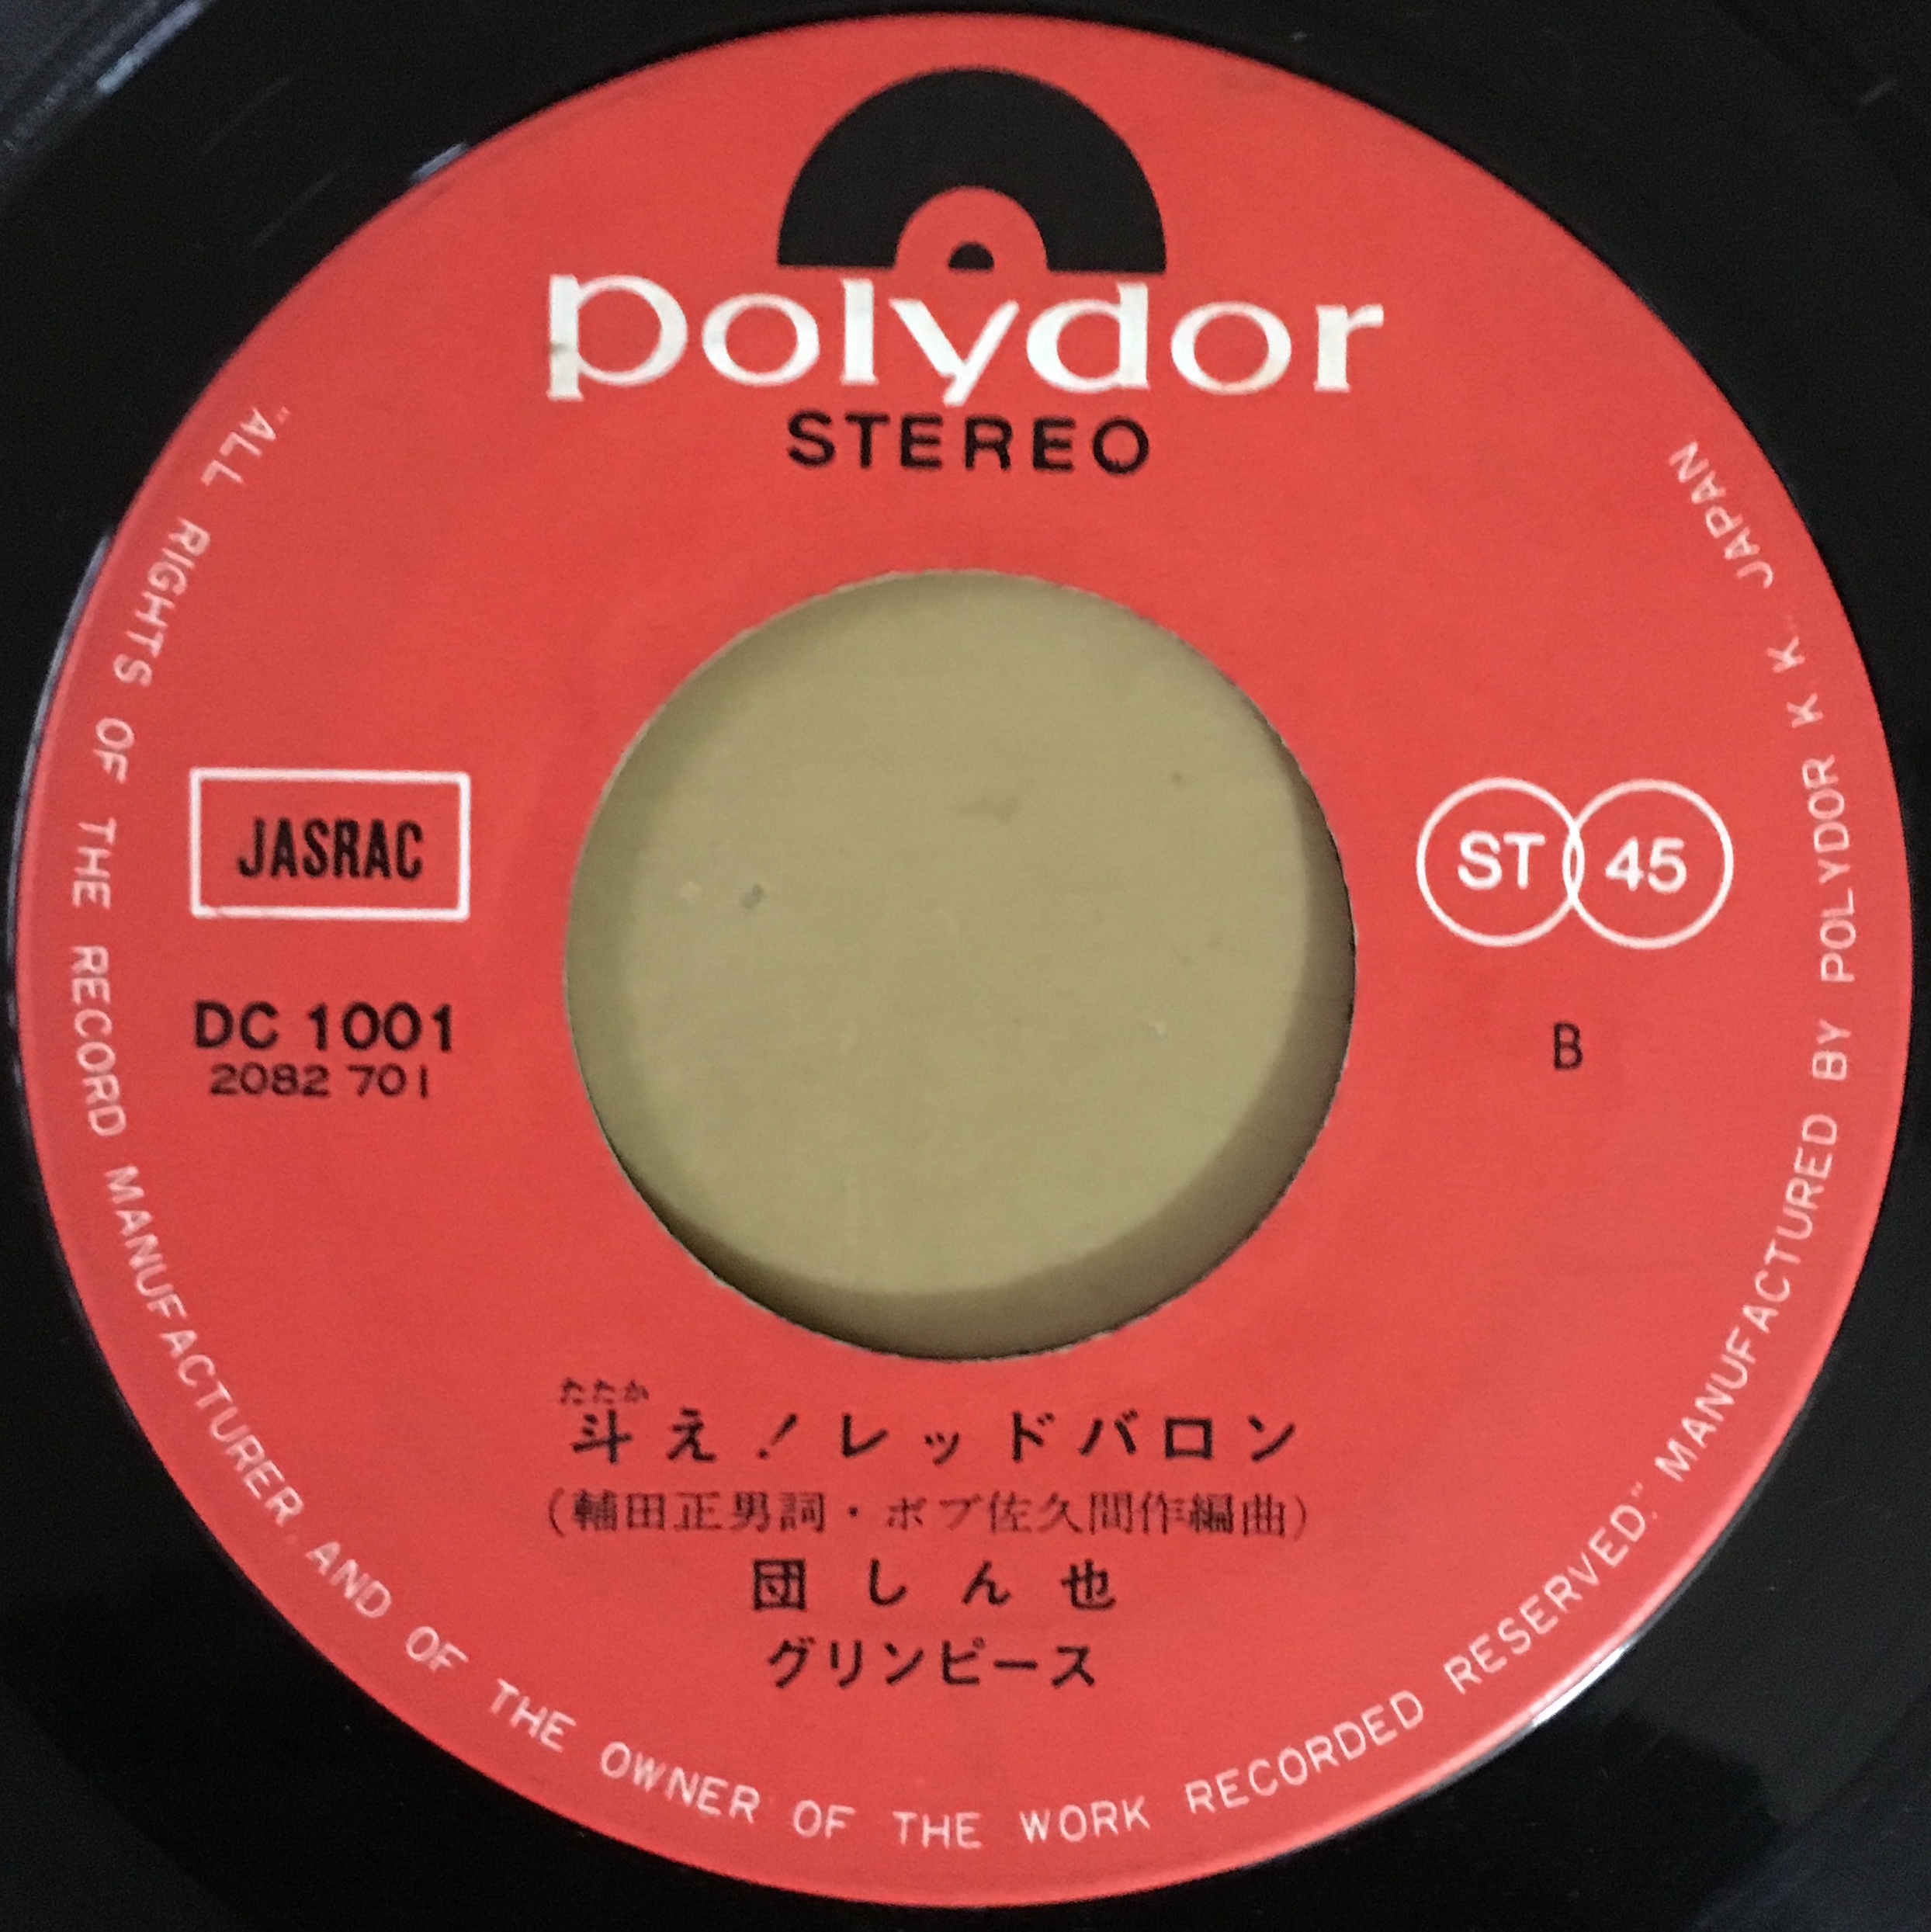 polydor
STEREO
JASRAC
DC 1001
2082 701
ST 45
B
たたか
斗え！レッドバロン
(輔田正男詞・ボブ佐久間作編曲)
団しん也
グリンピース
"ALL RIGHTS OF THE RECORD MANUFACTURER AND OF THE OWNER OF THE WORK RECORDED RESERVED." MANUFACTURED BY POLYDOR K.K., JAPAN